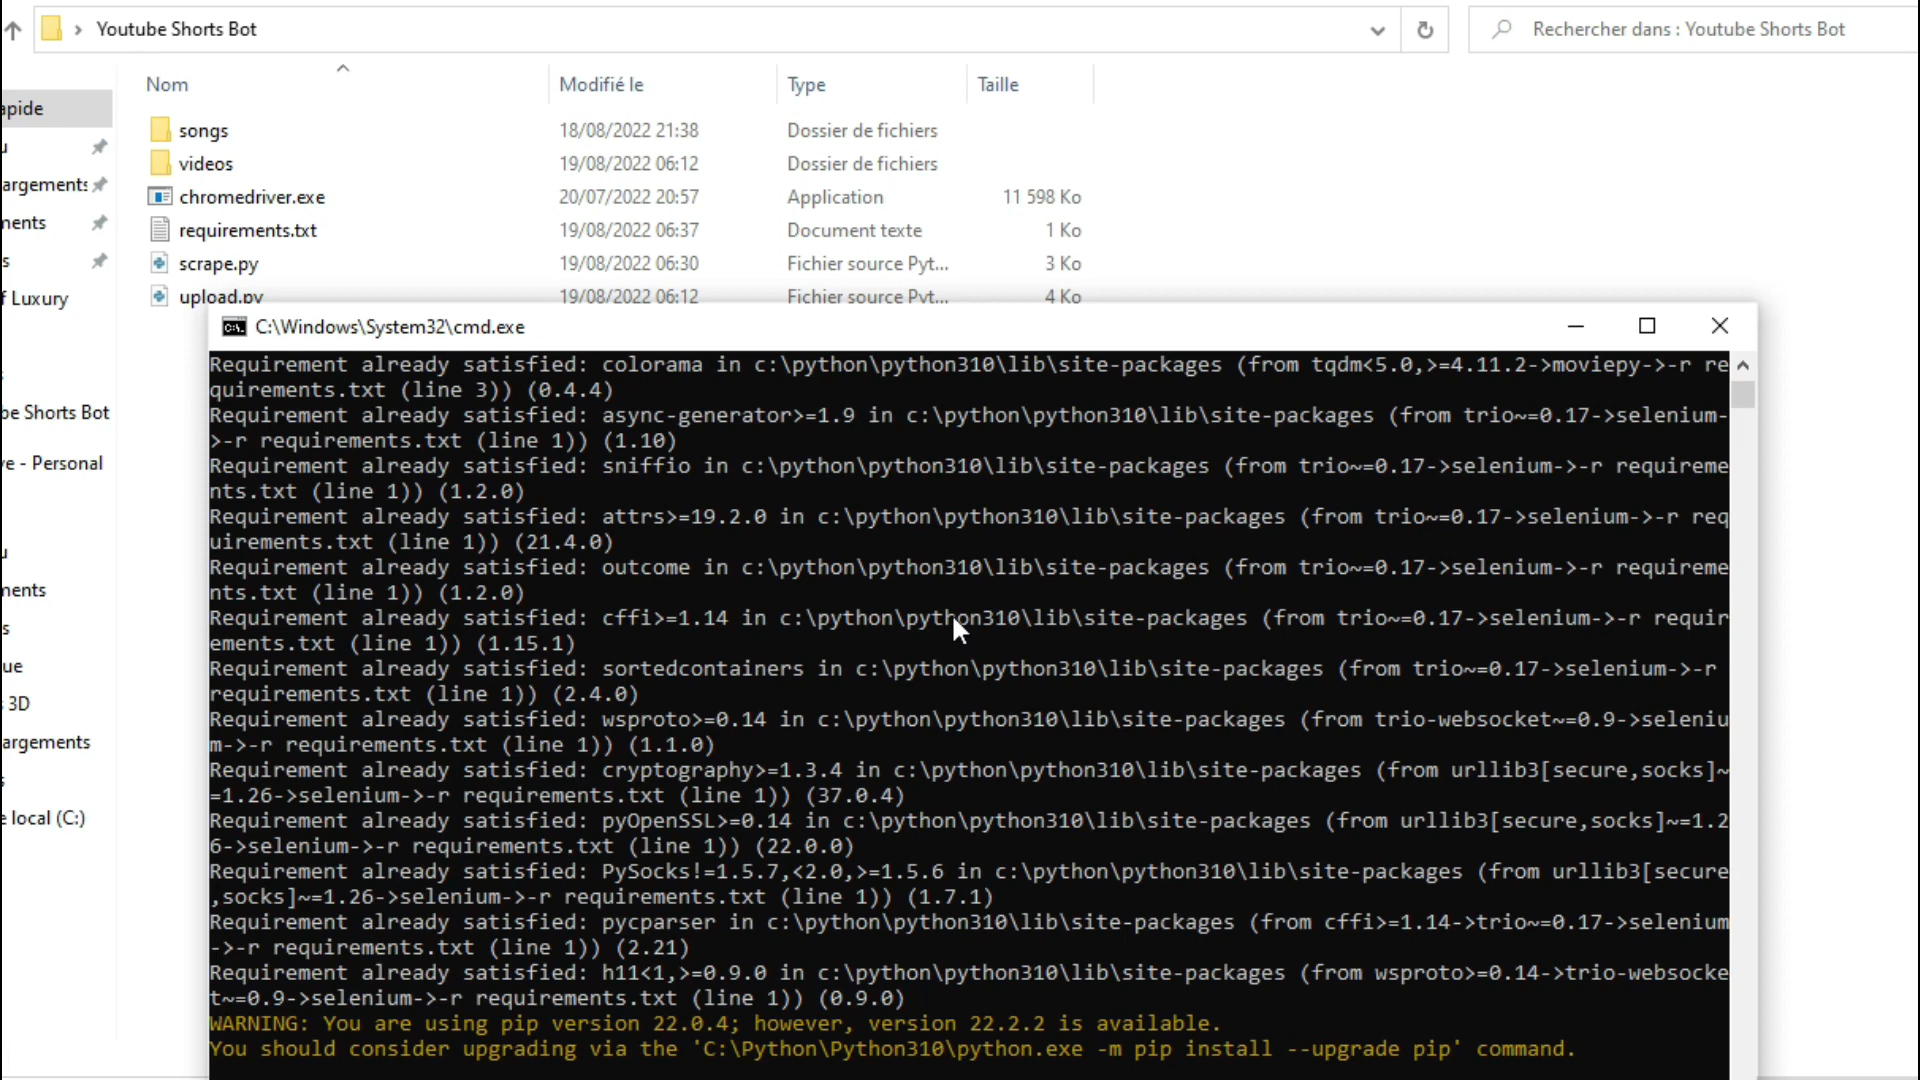 Youtube Shorts Bot
Rechercher dans : Youtube Shorts Bot
Nom Modifié le Type Taille
apide
songs 18/08/2022 21:38 Dossier de fichiers
u
videos 19/08/2022 06:12 Dossier de fichiers
argements
chromedriver.exe 20/07/2022 20:57 Application 11 598 Ko
nents
requirements.txt 19/08/2022 06:37 Document texte 1 Ko
s
scrape.py 19/08/2022 06:30 Fichier source Pyt... 3 Ko
f Luxury
upload.py 19/08/2022 06:12 Fichier source Pyt... 4 Ko
be Shorts Bot
ve - Personal
u
nents
s
ue
3D
argements
s
e local (C:)
C:\Windows\System32\cmd.exe
Requirement already satisfied: colorama in c:\python\python310\lib\site-packages (from tqdm<5.0,>=4.11.2->moviepy->-r re
quirements.txt (line 3)) (0.4.4)
Requirement already satisfied: async-generator>=1.9 in c:\python\python310\lib\site-packages (from trio~=0.17->selenium-
>-r requirements.txt (line 1)) (1.10)
Requirement already satisfied: sniffio in c:\python\python310\lib\site-packages (from trio~=0.17->selenium->-r requireme
nts.txt (line 1)) (1.2.0)
Requirement already satisfied: attrs>=19.2.0 in c:\python\python310\lib\site-packages (from trio~=0.17->selenium->-r req
uirements.txt (line 1)) (21.4.0)
Requirement already satisfied: outcome in c:\python\python310\lib\site-packages (from trio~=0.17->selenium->-r requireme
nts.txt (line 1)) (1.2.0)
Requirement already satisfied: cffi>=1.14 in c:\python\python310\lib\site-packages (from trio~=0.17->selenium->-r requir
ements.txt (line 1)) (1.15.1)
Requirement already satisfied: sortedcontainers in c:\python\python310\lib\site-packages (from trio~=0.17->selenium->-r
requirements.txt (line 1)) (2.4.0)
Requirement already satisfied: wsproto>=0.14 in c:\python\python310\lib\site-packages (from trio-websocket~=0.9->seleniu
m->-r requirements.txt (line 1)) (1.1.0)
Requirement already satisfied: cryptography>=1.3.4 in c:\python\python310\lib\site-packages (from urllib3[secure,socks]~
=1.26->selenium->-r requirements.txt (line 1)) (37.0.4)
Requirement already satisfied: pyOpenSSL>=0.14 in c:\python\python310\lib\site-packages (from urllib3[secure,socks]~=1.2
6->selenium->-r requirements.txt (line 1)) (22.0.0)
Requirement already satisfied: PySocks!=1.5.7,<2.0,>=1.5.6 in c:\python\python310\lib\site-packages (from urllib3[secure
,socks]~=1.26->selenium->-r requirements.txt (line 1)) (1.7.1)
Requirement already satisfied: pycparser in c:\python\python310\lib\site-packages (from cffi>=1.14->trio~=0.17->selenium
->-r requirements.txt (line 1)) (2.21)
Requirement already satisfied: h11<1,>=0.9.0 in c:\python\python310\lib\site-packages (from wsproto>=0.14->trio-websocke
t~=0.9->selenium->-r requirements.txt (line 1)) (0.9.0)
WARNING: You are using pip version 22.0.4; however, version 22.2.2 is available.
You should consider upgrading via the 'C:\Python\Python310\python.exe -m pip install --upgrade pip' command.